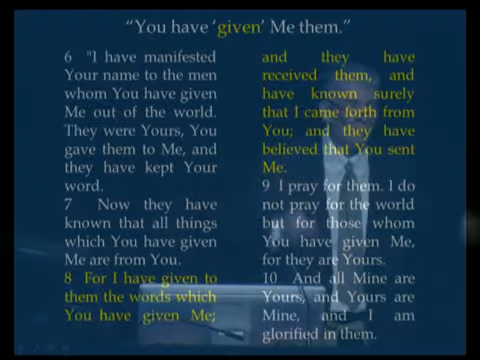 “You have ‘given’ Me them.”
6 "I have manifested
Your name to the men
whom You have given
Me out of the world.
They were Yours, You
gave them to Me, and
they have kept Your
word.
7 Now they have
known that all things
which You have given
Me are from You.
8 For I have given to
them the words which
You have given Me;
and they have
received them, and
have known surely
that I came forth from
You; and they have
believed that You sent
Me.
9 I pray for them. I do
not pray for the world
but for those whom
You have given Me,
for they are Yours.
10 And all Mine are
Yours, and Yours are
Mine, and I am
glorified in them.